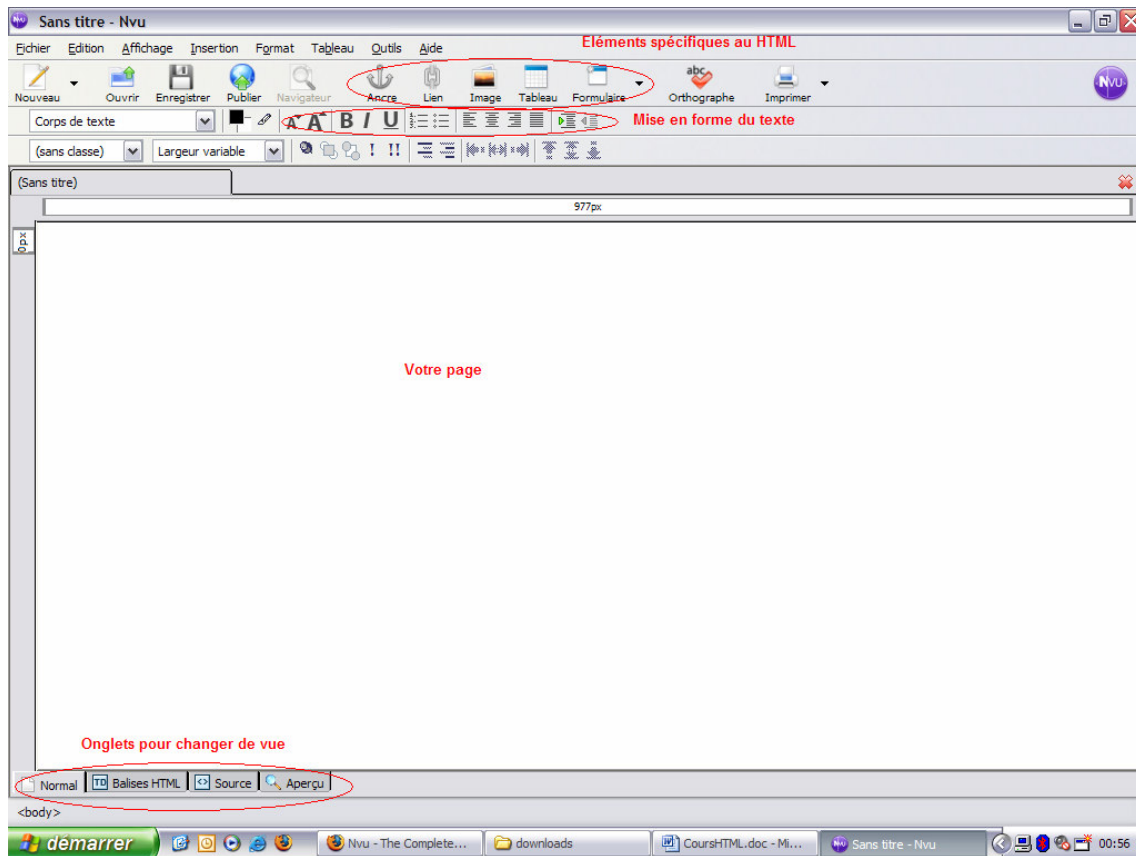 Sans titre - Nvu
Fichier Edition Affichage Insertion Format Tableau Outils Aide
Eléments spécifiques au HTML
Nouveau Ouvrir Enregistrer Publier Navigateur Ancre Lien Image Tableau Formulaire Orthographe Imprimer
Nvu
Corps de texte
A A B I U
Mise en forme du texte
(sans classe) Largeur variable ! !!
(Sans titre)
977px
0px
Votre page
Onglets pour changer de vue
Normal TD Balises HTML Source Aperçu
<body>
démarrer Nvu - The Complete... downloads CoursHTML.doc - Mi... Sans titre - Nvu 00:56